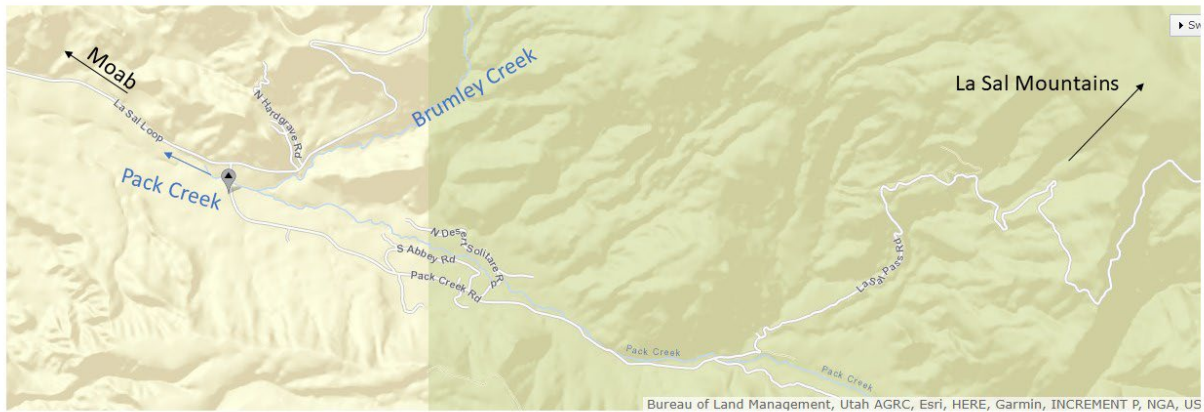 Sw
Moab
La Sal Loop
N Hardgrave Rd
Brumley Creek
La Sal Mountains
Pack Creek
N Desert Solitare Rd
S Abbey Rd
Pack Creek Rd
La Sal Pass Rd
Pack Creek
Pack Creek
Bureau of Land Management, Utah AGRC, Esri, HERE, Garmin, INCREMENT P, NGA, US